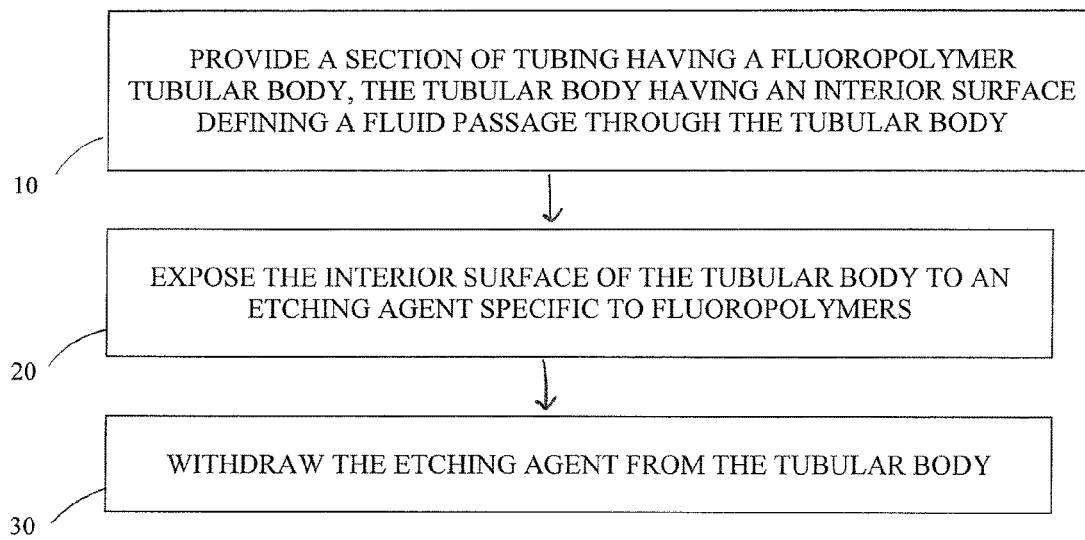 PROVIDE A SECTION OF TUBING HAVING A FLUOROPOLYMER
TUBULAR BODY, THE TUBULAR BODY HAVING AN INTERIOR SURFACE
DEFINING A FLUID PASSAGE THROUGH THE TUBULAR BODY
10
EXPOSE THE INTERIOR SURFACE OF THE TUBULAR BODY TO AN
ETCHING AGENT SPECIFIC TO FLUOROPOLYMERS
20
WITHDRAW THE ETCHING AGENT FROM THE TUBULAR BODY
30